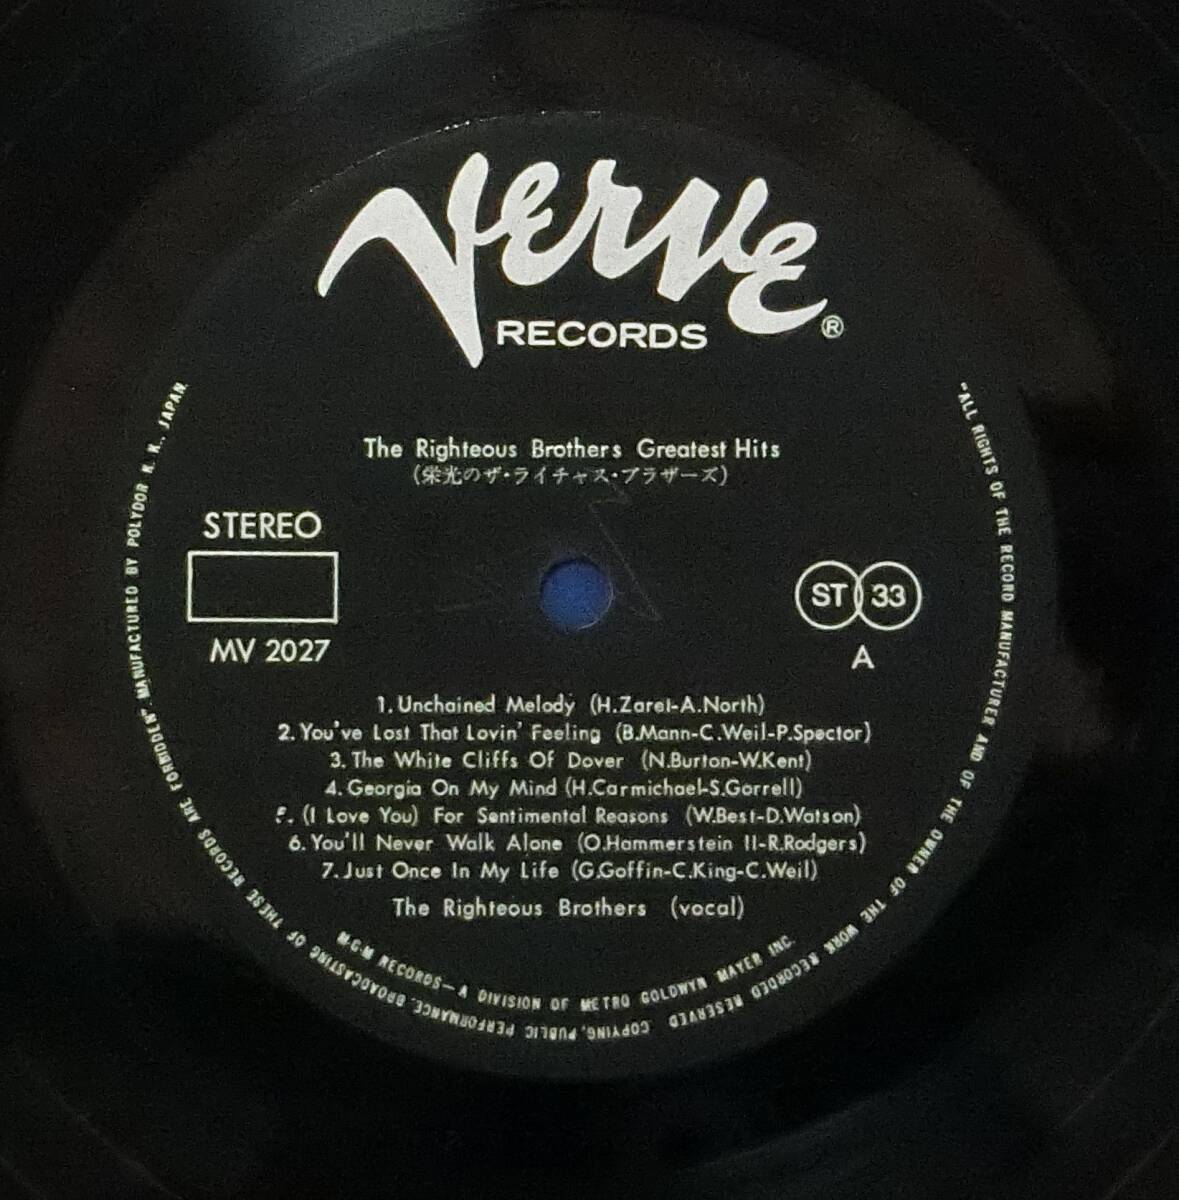 Verve
RECORDS ®
The Righteous Brothers Greatest Hits
(栄光のザ・ライチャス・ブラザーズ)
STEREO
MV 2027
ST 33
A
1. Unchained Melody (H.Zarel-A.North)
2. You've Lost That Lovin' Feeling (B.Mann-C.Weil-P.Spector)
3. The White Cliffs Of Dover (N.Burton-W.Kent)
4. Georgia On My Mind (H.Carmichael-S.Gorrell)
5. (I Love You) For Sentimental Reasons (W.Best-D.Watson)
6. You'll Never Walk Alone (O.Hammerstein II-R.Rodgers)
7. Just Once In My Life (G.Goffin-C.King-C.Weil)
The Righteous Brothers (vocal)
M-G-M RECORDS—A DIVISION OF METRO GOLDWYN MAYER INC.
"ALL RIGHTS OF THE RECORD MANUFACTURER AND OF THE OWNER OF THE WORK RECORDED RESERVED COPYING, PUBLIC PERFORMANCE, BROADCASTING OF THESE RECORDS ARE FORBIDDEN" MANUFACTURED BY POLYDOR K. K., JAPAN.